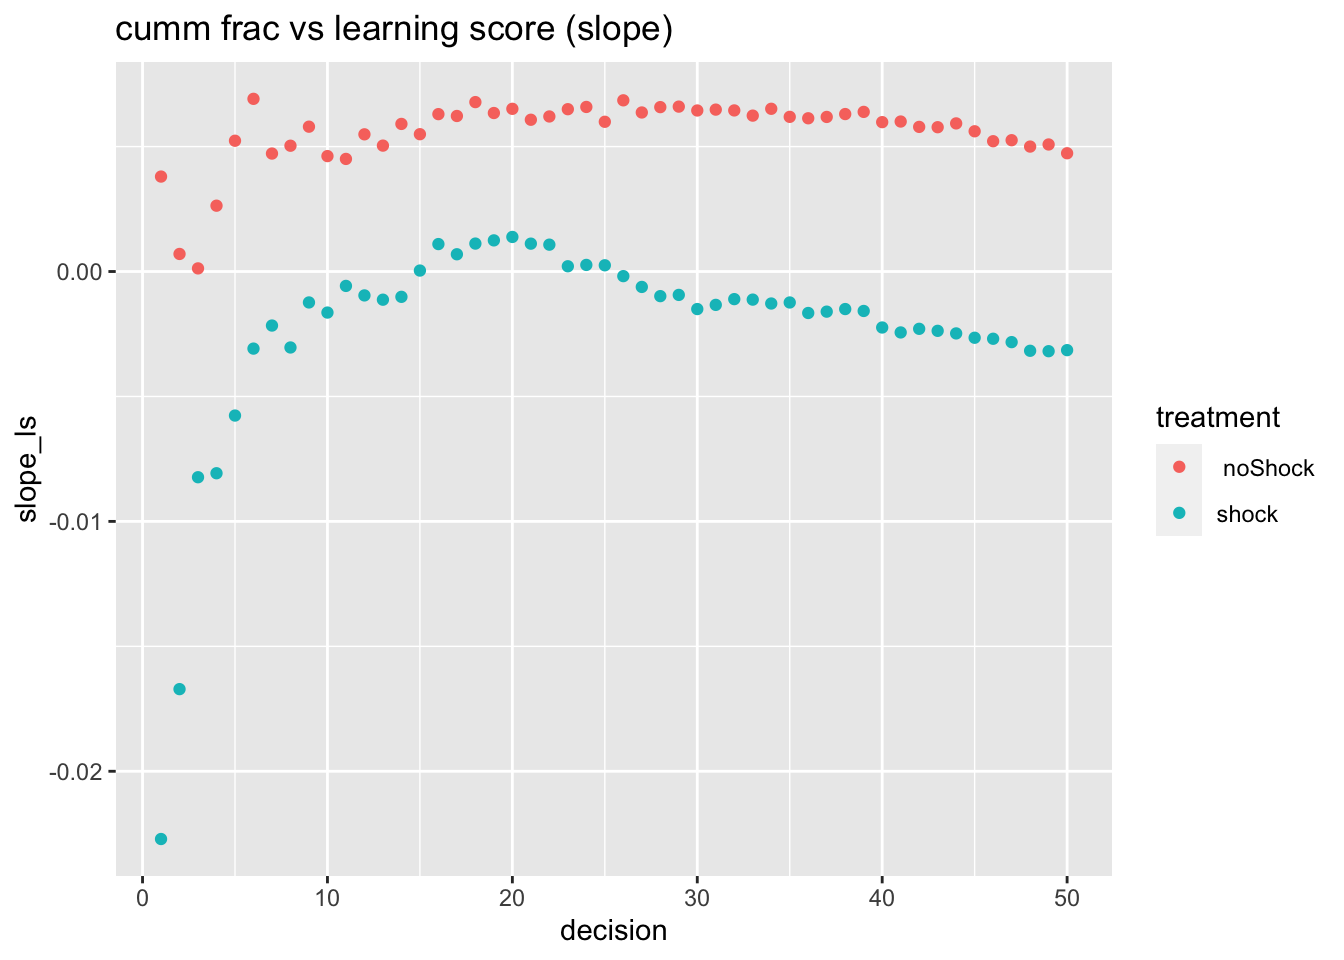 cumm frac vs learning score (slope)
0.00
-0.01
-0.02
slope_ls
0 10 20 30 40 50
decision
treatment
noShock
shock